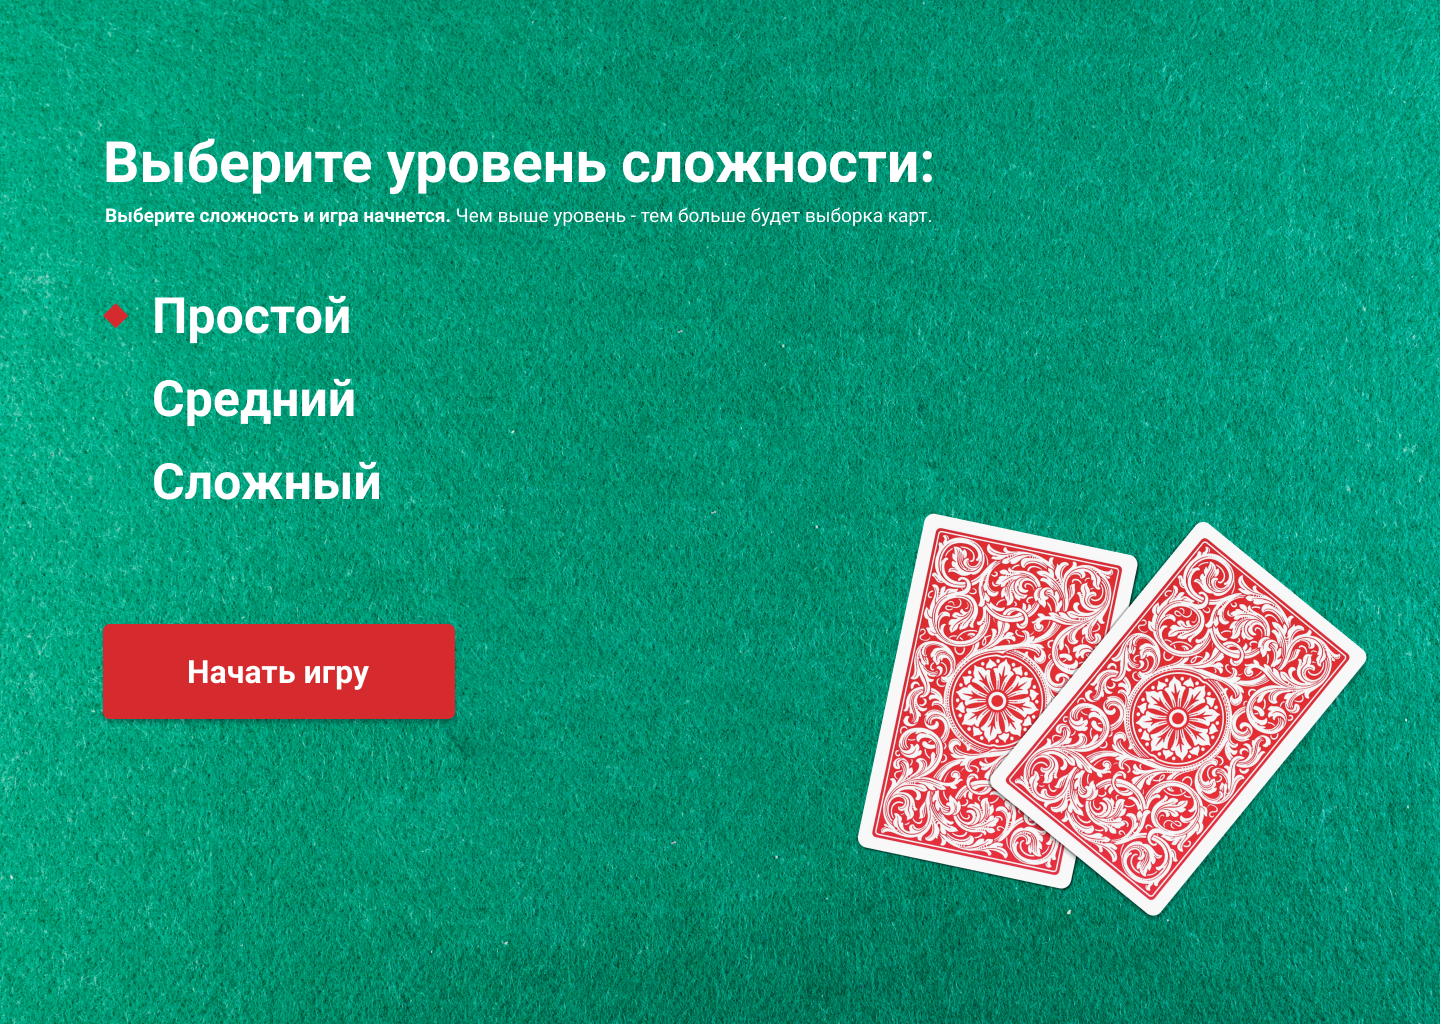 Выберите уровень сложности:
Выберите сложность и игра начнется. Чем выше уровень - тем больше будет выборка карт.
Простой
Средний
Сложный
Начать игру